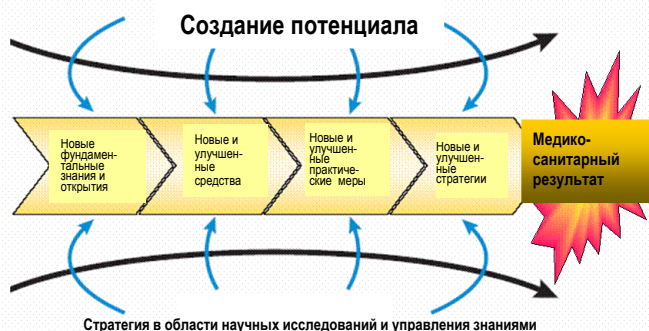 Создание потенциала
Новые
фундамен-
тальные
знания и
открытия
Новые и
улучшен-
ные
средства
Новые и
улучшен-
ные
практиче-
ские меры
Новые и
улучшен-
ные
стратегии
Медико-
санитарный
результат
Стратегия в области научных исследований и управления знаниями